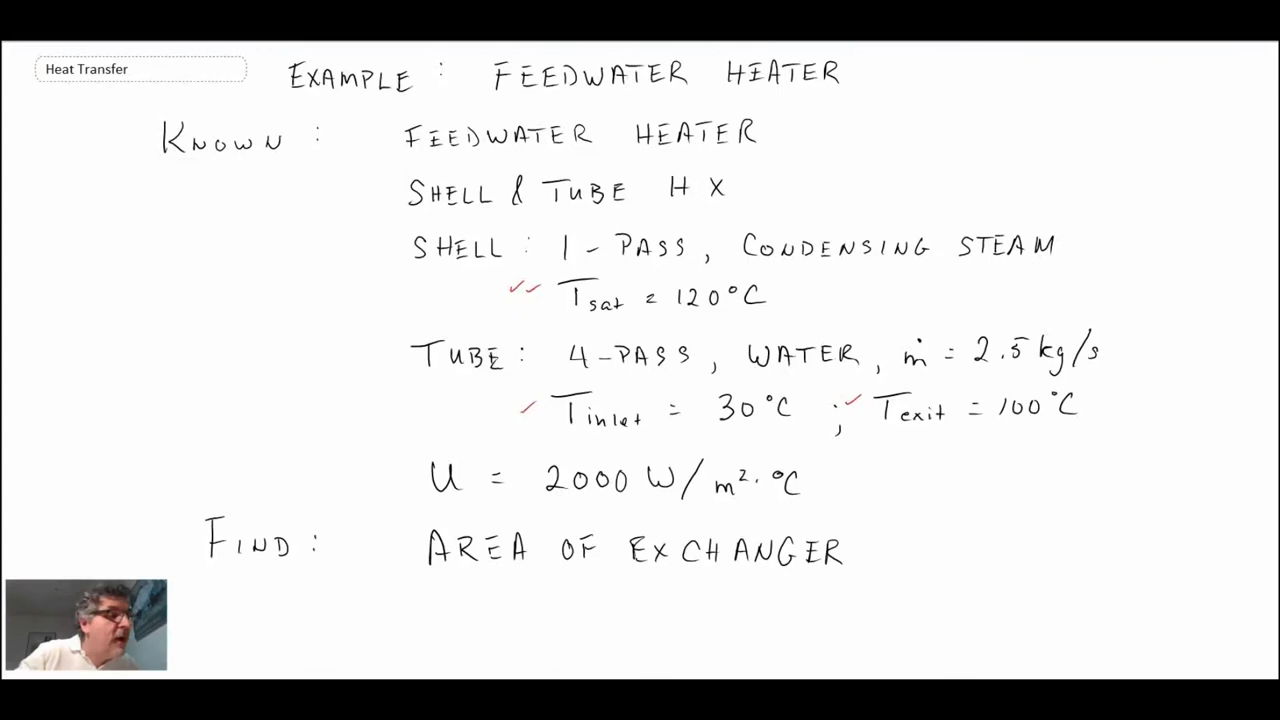 Heat Transfer
EXAMPLE : FEEDWATER HEATER
KNOWN : FEEDWATER HEATER
SHELL & TUBE H X
SHELL : 1 - PASS , CONDENSING STEAM
Tsat = 120°C
TUBE : 4-PASS , WATER , ṁ = 2.5 kg/s
Tinlet = 30°C ; Texit = 100°C
U = 2000 W/m²·°C
FIND : AREA OF EXCHANGER